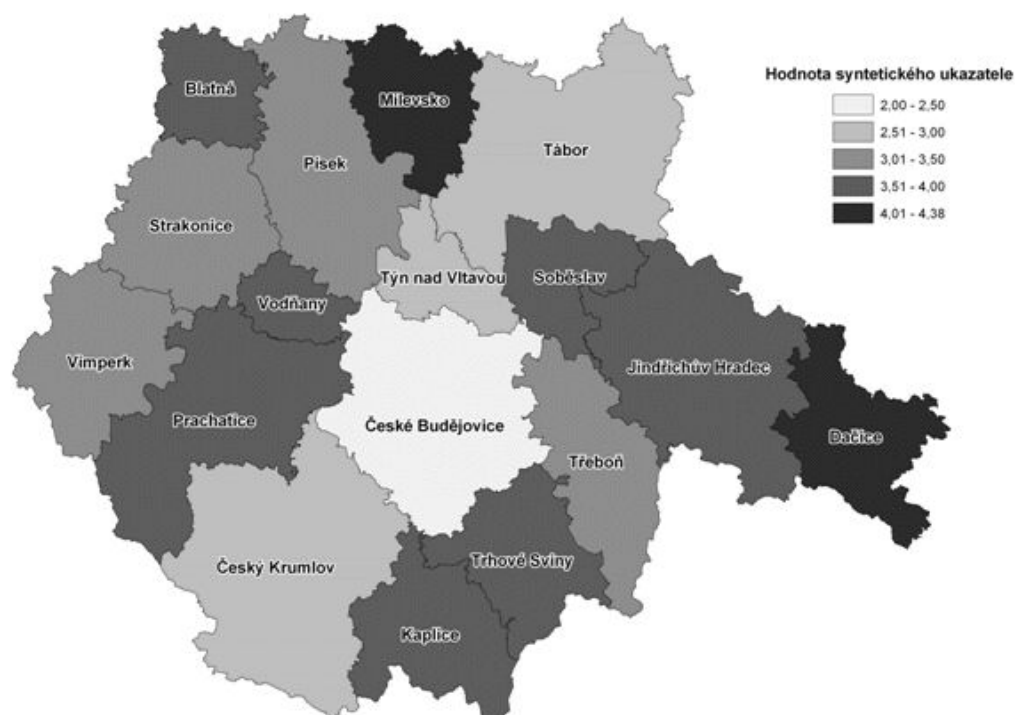 Hodnota syntetického ukazatele
2,00 - 2,50
2,51 - 3,00
3,01 - 3,50
3,51 - 4,00
4,01 - 4,38
Blatná
Milevsko
Písek
Tábor
Strakonice
Týn nad Vltavou
Soběslav
Vodňany
Vimperk
Jindřichův Hradec
Prachatice
České Budějovice
Dačice
Třeboň
Český Krumlov
Trhové Sviny
Kaplice